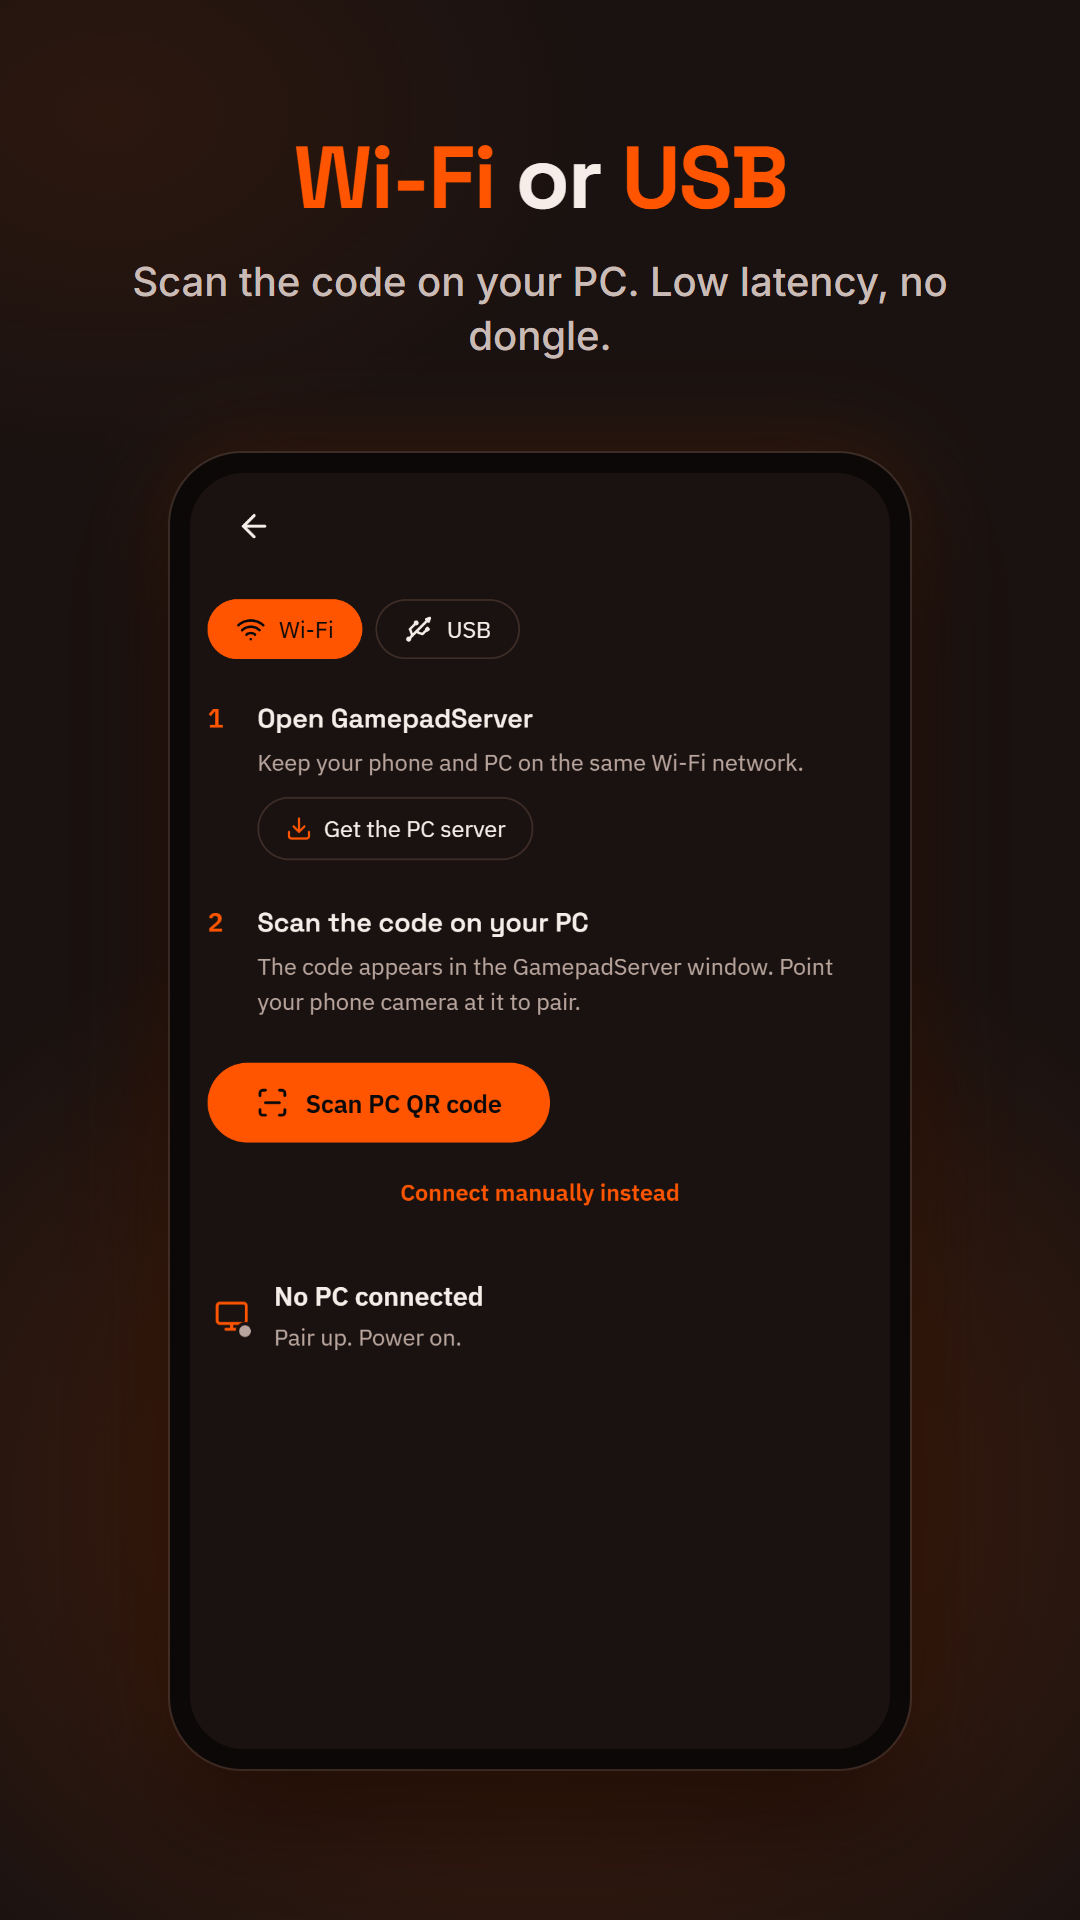 Wi-Fi or USB
Scan the code on your PC. Low latency, no
dongle.
Wi-Fi
USB
1 Open GamepadServer
Keep your phone and PC on the same Wi-Fi network.
Get the PC server
2 Scan the code on your PC
The code appears in the GamepadServer window. Point
your phone camera at it to pair.
Scan PC QR code
Connect manually instead
No PC connected
Pair up. Power on.